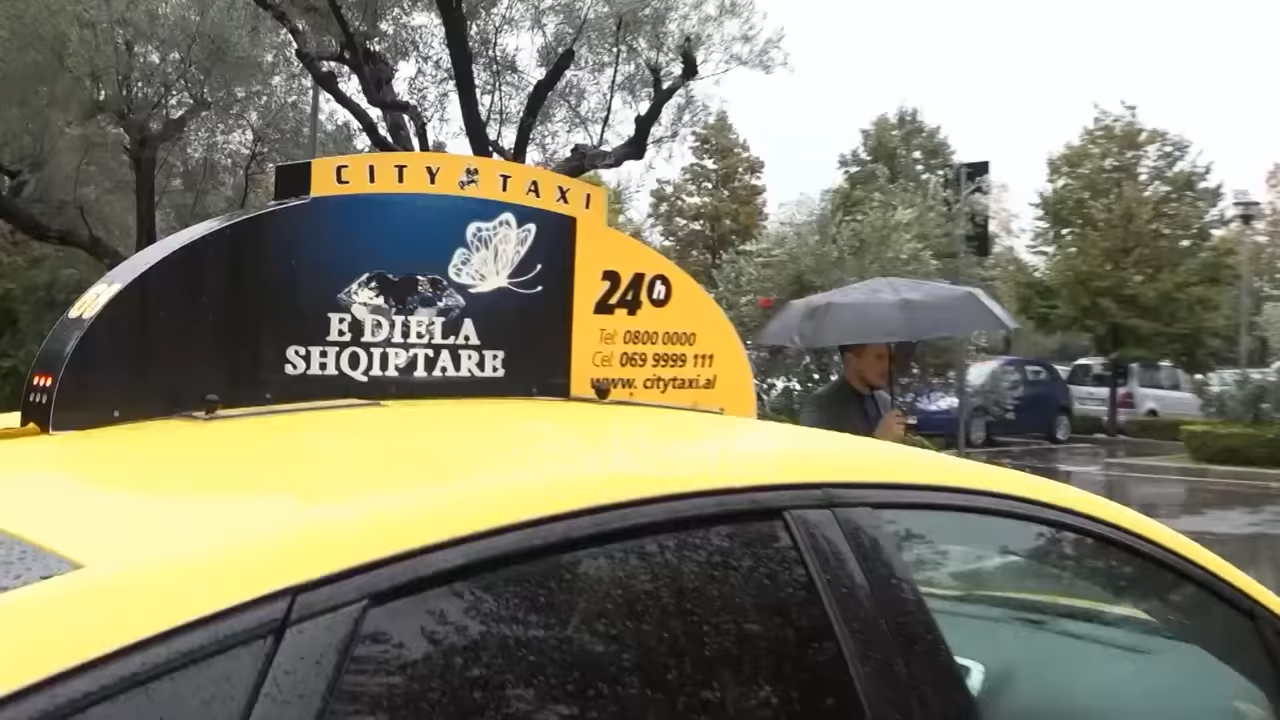 CITY TAXI
E DIELA
SHQIPTARE
24h
Tel: 0800 0000
Cel: 069 9999 111
www. citytaxi.al